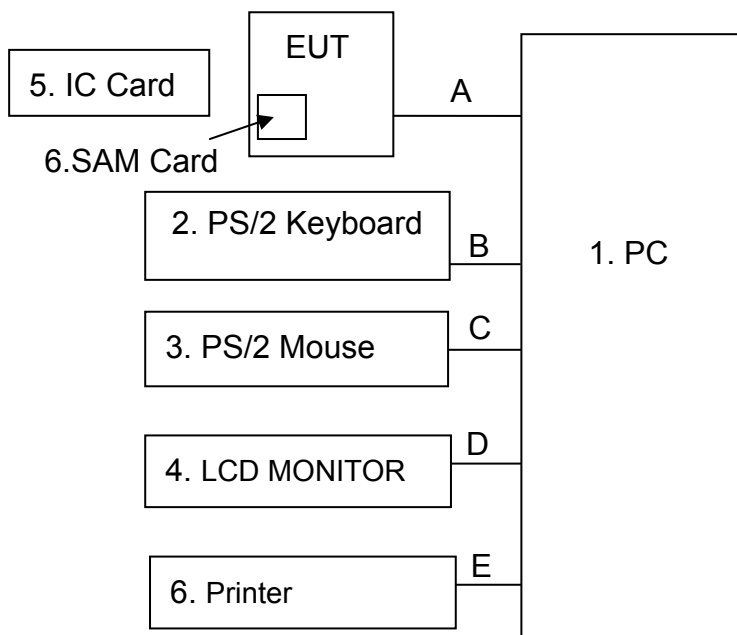 EUT
5. IC Card
A
6.SAM Card
2. PS/2 Keyboard
B
1. PC
C
3. PS/2 Mouse
D
4. LCD MONITOR
E
6. Printer